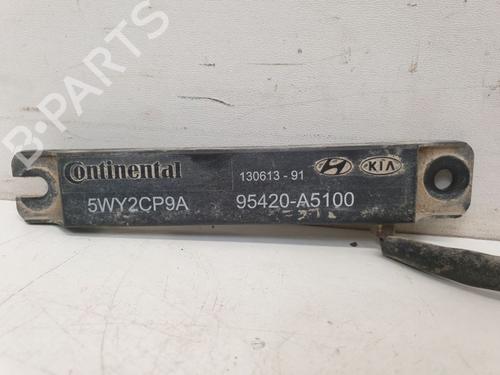 B-PARTS
Continental
130613 - 91
KIA
5WY2CP9A
95420-A5100